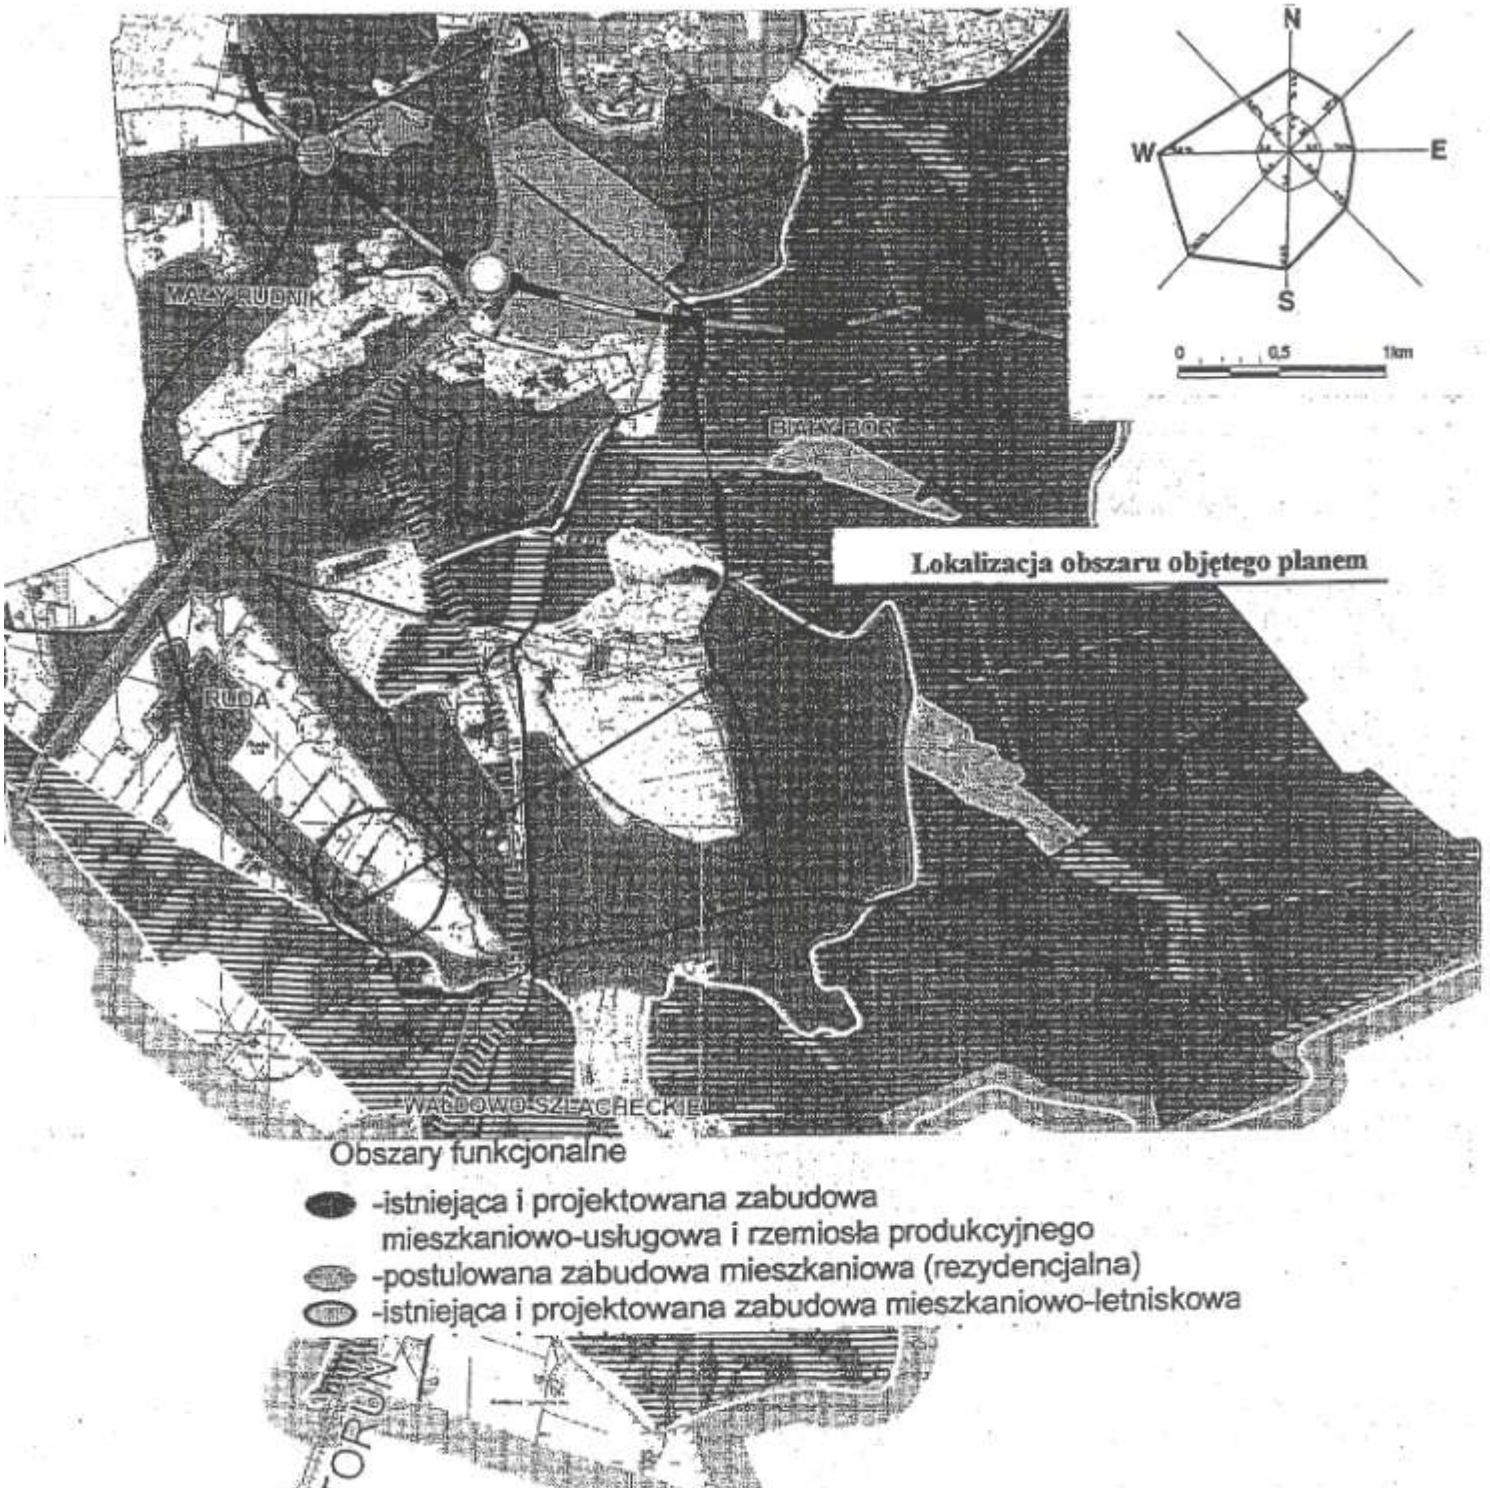 N
W
E
S
0 0,5 1km
MAŁY RUDNIK
BIAŁY BÓR
Lokalizacja obszaru objętego planem
RUDA
WAŁDOWO SZLACHECKIE
Obszary funkcjonalne
-istniejąca i projektowana zabudowa
mieszkaniowo-usługowa i rzemiosła produkcyjnego
-postulowana zabudowa mieszkaniowa (rezydencjalna)
-istniejąca i projektowana zabudowa mieszkaniowo-letniskowa
TORUŃ